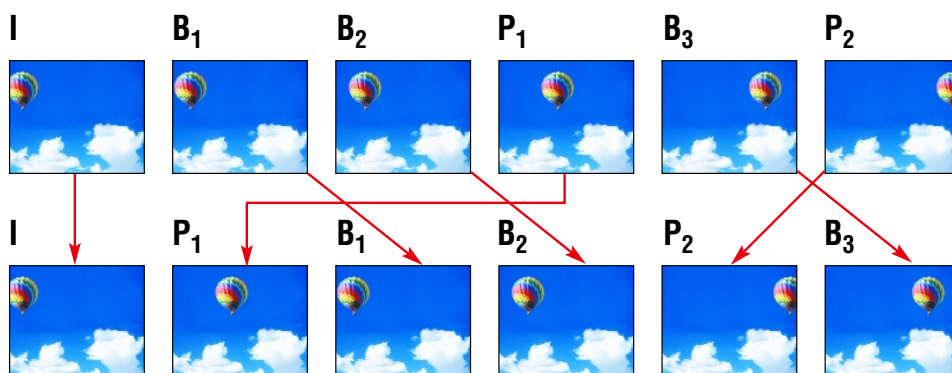 I B₁ B₂ P₁ B₃ P₂
I P₁ B₁ B₂ P₂ B₃